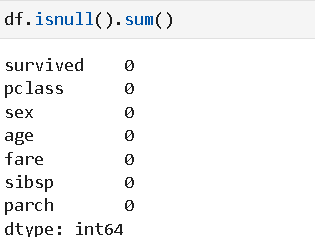 df.isnull().sum()
survived    0
pclass      0
sex         0
age         0
fare        0
sibsp       0
parch       0
dtype: int64